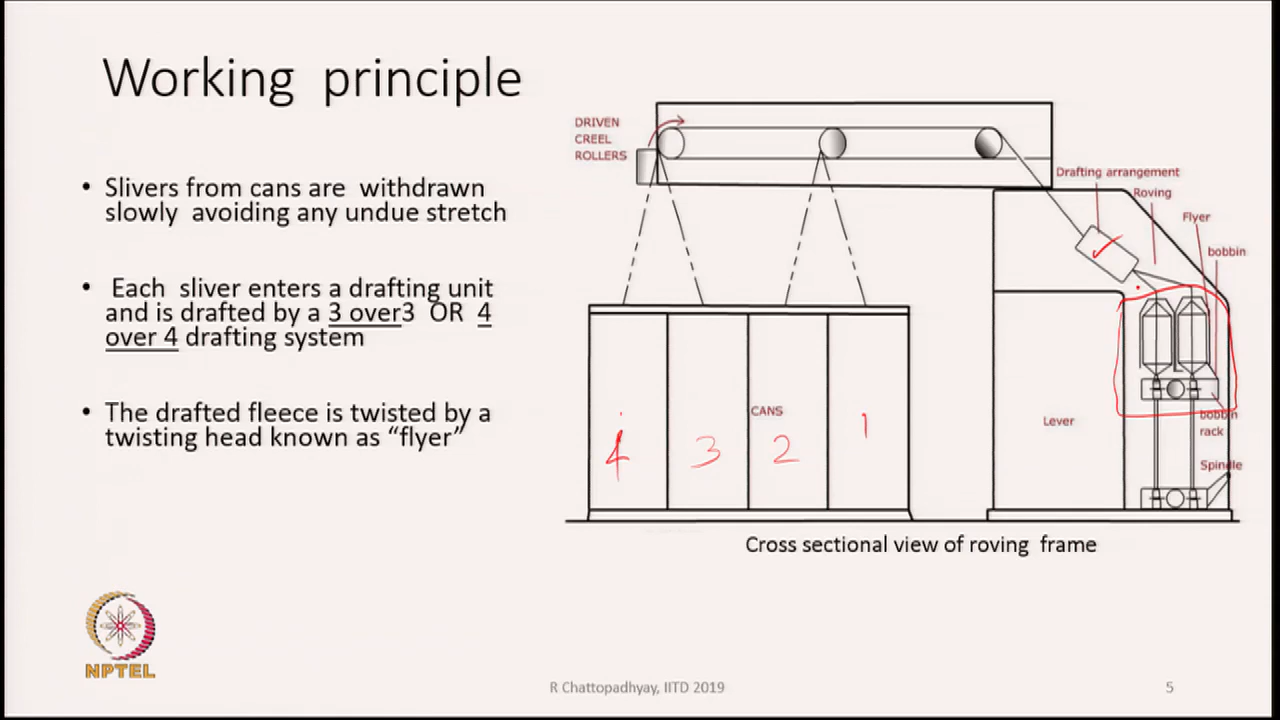 Working principle
• Slivers from cans are withdrawn
slowly avoiding any undue stretch
• Each sliver enters a drafting unit
and is drafted by a 3 over3 OR 4
over 4 drafting system
• The drafted fleece is twisted by a
twisting head known as “flyer”
DRIVEN
CREEL
ROLLERS
Drafting arrangement
Roving
Flyer
bobbin
CANS
4 3 2 1
Lever
bobbin
rack
Spindle
Cross sectional view of roving frame
NPTEL
R Chattopadhyay, IITD 2019
5